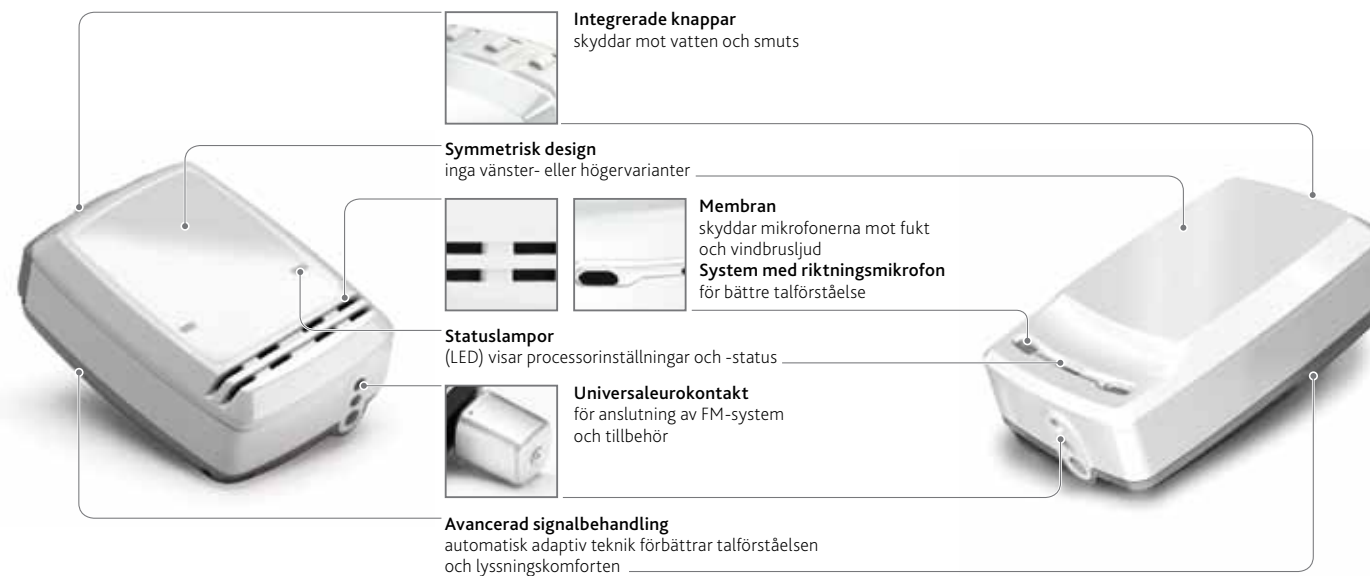 Integrerade knappar
skyddar mot vatten och smuts
Symmetrisk design
inga vänster- eller högervarianter
Membran
skyddar mikrofonerna mot fukt
och vindbrusljud
System med riktningsmikrofon
för bättre talförståelse
Statuslampor
(LED) visar processorinställningar och -status
Universaleurokontakt
för anslutning av FM-system
och tillbehör
Avancerad signalbehandling
automatisk adaptiv teknik förbättrar talförståelsen
och lyssningskomforten